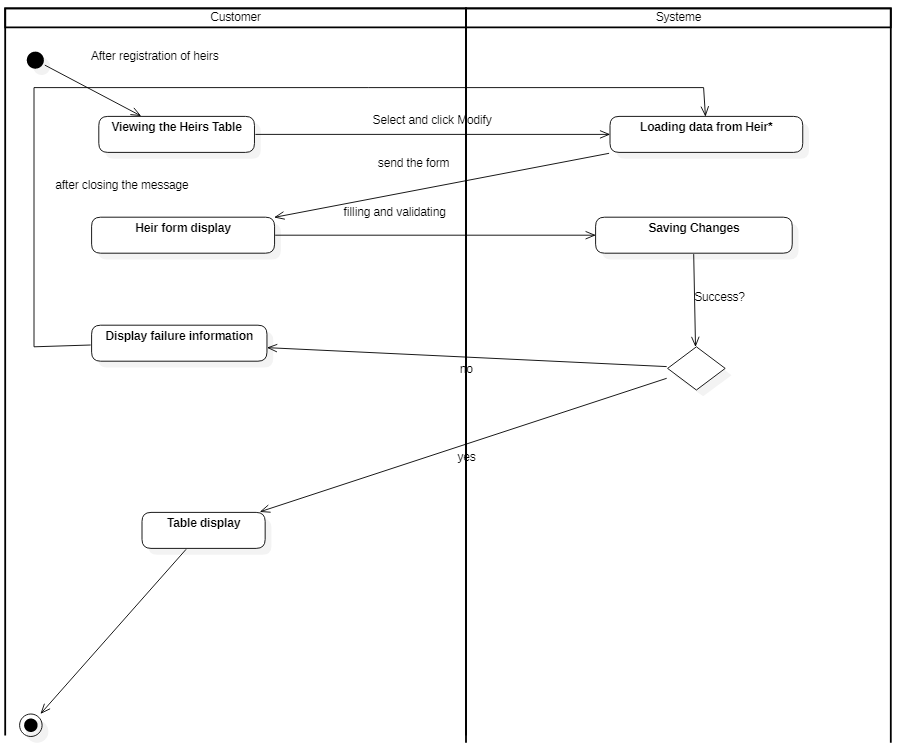 Customer
Systeme
After registration of heirs
Viewing the Heirs Table
Select and click Modify
Loading data from Heir*
send the form
after closing the message
filling and validating
Heir form display
Saving Changes
Success?
Display failure information
no
yes
Table display